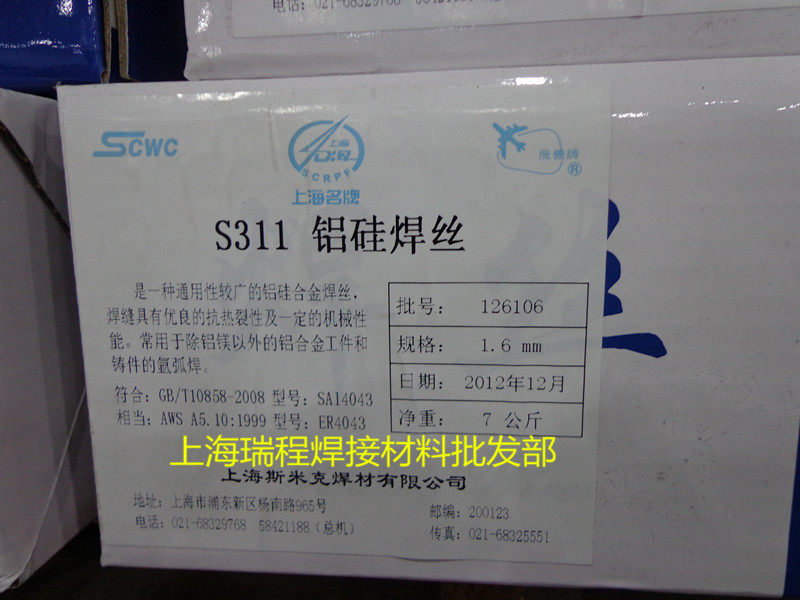 电话: 021-68329768 58421188(总机)
SCWC
上海
SCRPF
上海名牌
飛機牌
®
S311 铝硅焊丝
是一种通用性较广的铝硅合金焊丝,
焊缝具有优良的抗热裂性及一定的机械性
能。常用于除铝镁以外的铝合金工件和
铸件的氩弧焊。
符合: GB/T10858-2008 型号: SA14043
相当: AWS A5.10:1999 型号: ER4043
批号: 126106
规格: 1.6 mm
日期: 2012年12月
净重: 7 公斤
上海瑞程焊接材料批发部
上海斯米克焊材有限公司
地址: 上海市浦东新区杨南路965号
电话: 021-68329768 58421188(总机)
邮编: 200123
传真: 021-68325551
丝